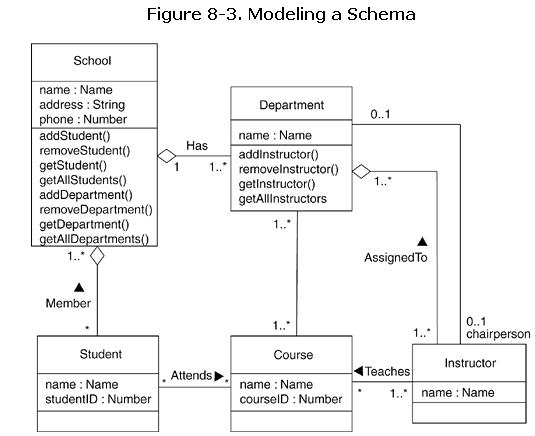 Figure 8-3. Modeling a Schema
School
name : Name
address : String
phone : Number
addStudent()
removeStudent()
getStudent()
getAllStudents()
addDepartment()
removeDepartment()
getDepartment()
getAllDepartments()
Has
1
1..*
Department
name : Name
addInstructor()
removeInstructor()
getInstructor()
getAllInstructors
0..1
1..*
1..*
AssignedTo
1..*
Member
*
1..*
1..*
0..1
chairperson
Student
name : Name
studentID : Number
Attends
*
*
Course
name : Name
courseID : Number
Teaches
*
1..*
Instructor
name : Name